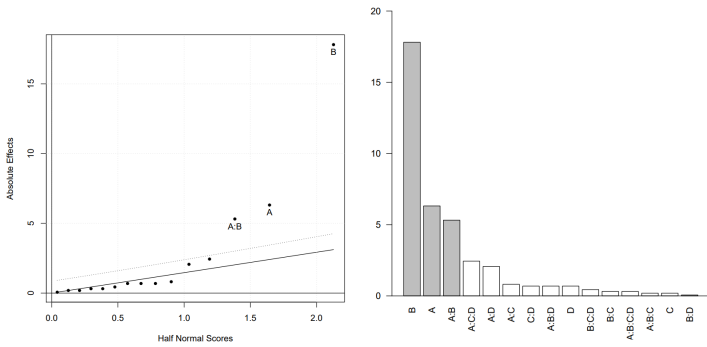 Absolute Effects
15
10
5
0
B
A
A:B
0.0 0.5 1.0 1.5 2.0
Half Normal Scores
20
15
10
5
0
B
A
A:B
A:C:D
A:D
A:C
C:D
A:B:D
D
B:C:D
B:C
A:B:C:D
A:B:C
C
B:D